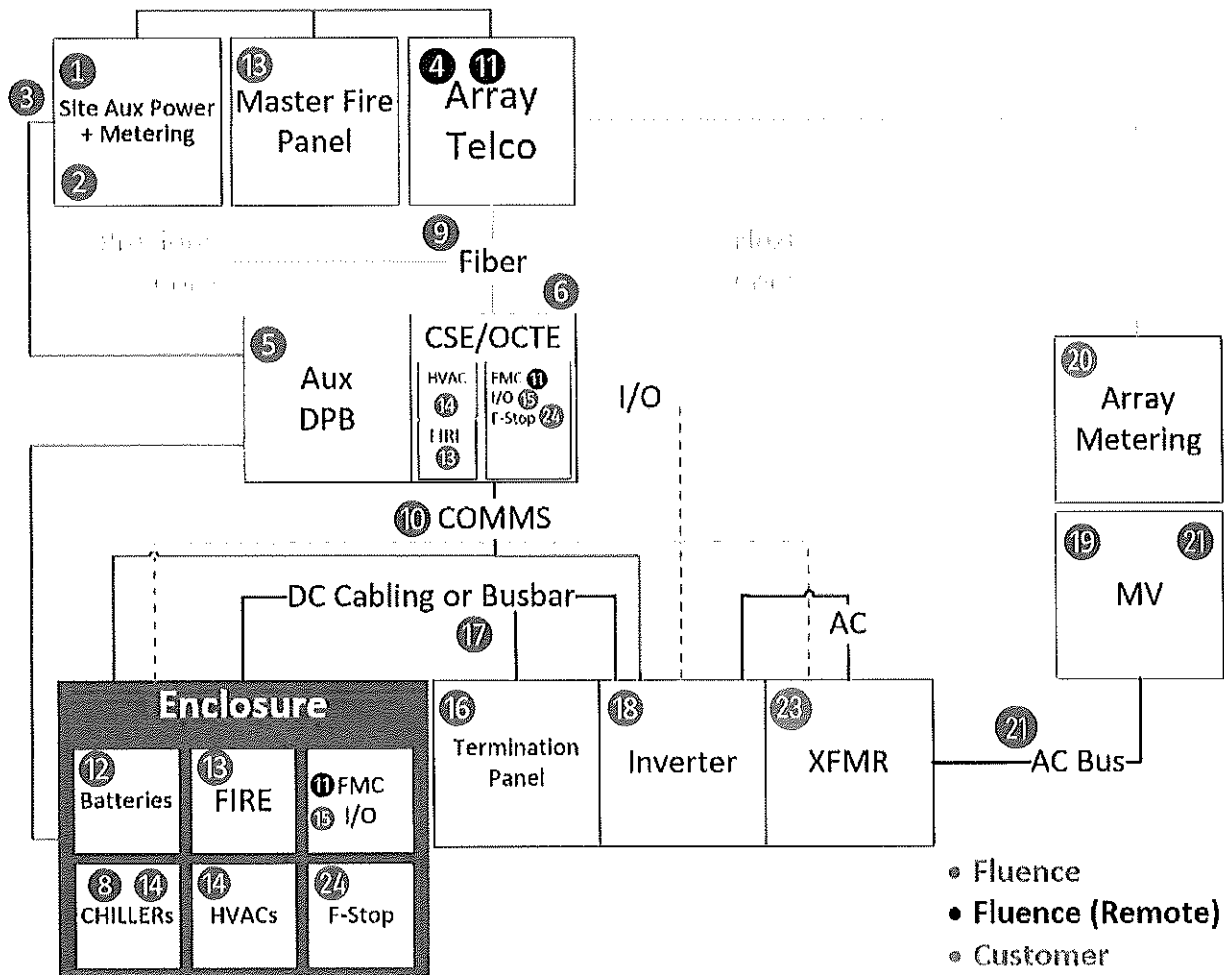 1
13
4 11
3
Site Aux Power
+ Metering
Master Fire
Panel
Array
Telco
2
9
Fiber
6
5
Aux
DPB
CSE/OCTE
HVAC
14
FIRE
13
FMC 11
I/O 15
F-Stop 24
I/O
20
Array
Metering
10 COMMS
19 21
MV
DC Cabling or Busbar
17
AC
Enclosure
16
Termination
Panel
18
Inverter
23
XFMR
21
AC Bus
12
Batteries
13
FIRE
11 FMC
15 I/O
8 14
CHILLERs
14
HVACs
24
F-Stop
• Fluence
• Fluence (Remote)
• Customer